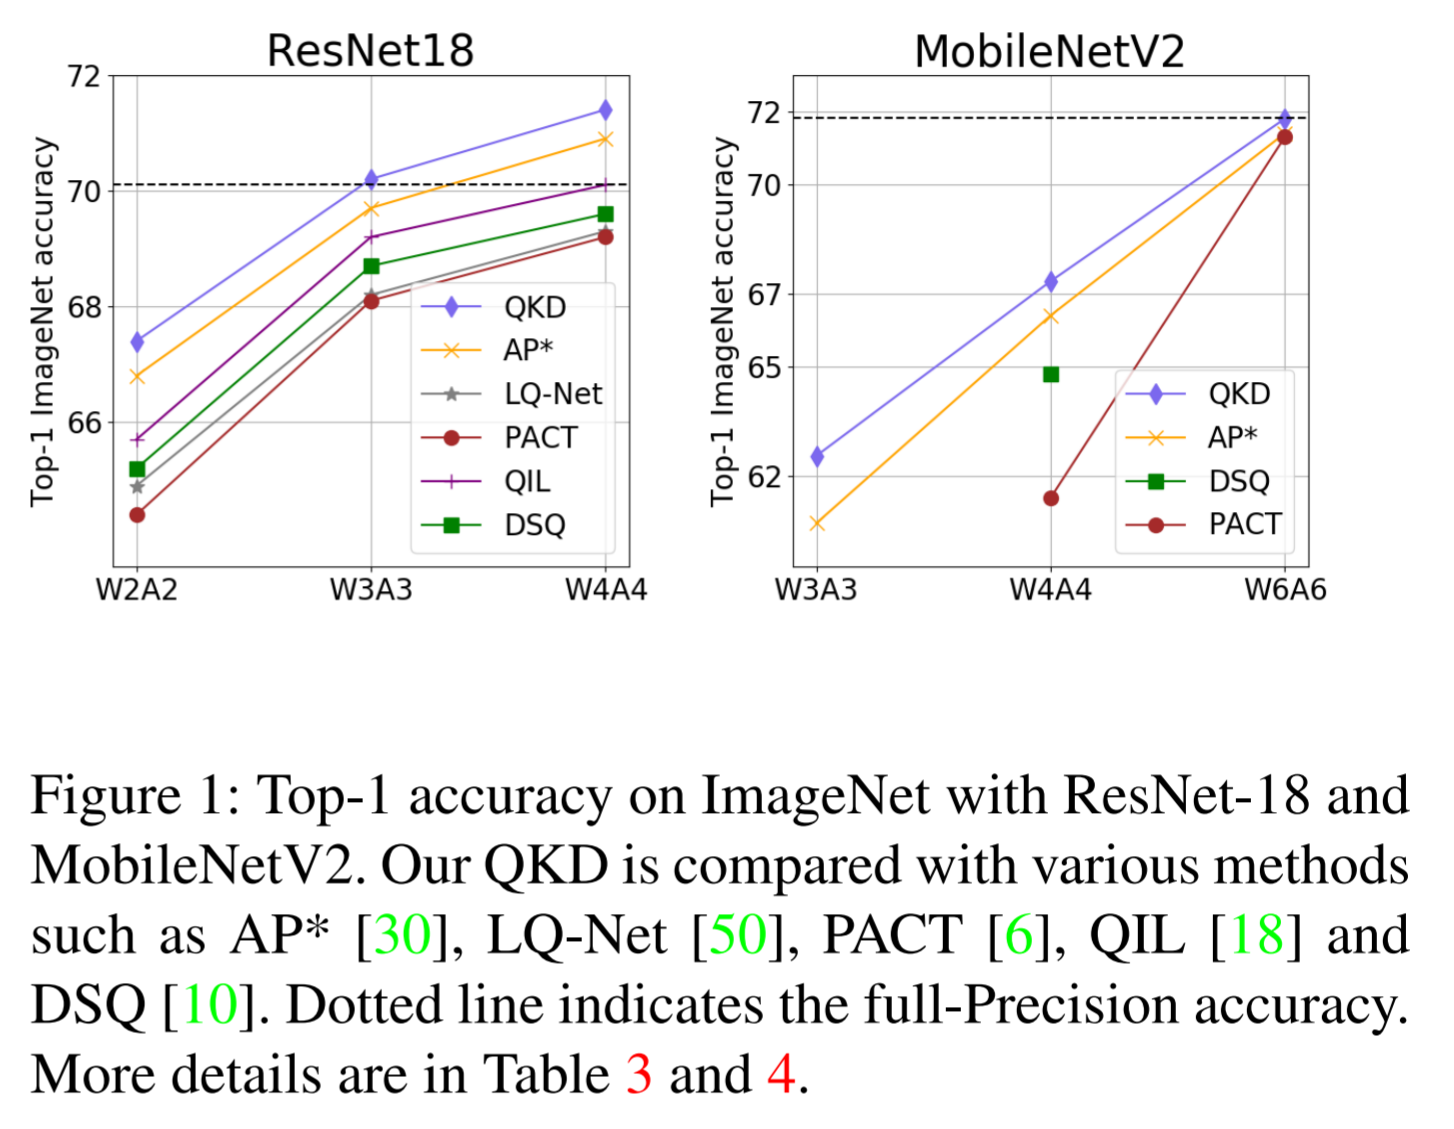 ResNet18
72
70
68
66
Top-1 ImageNet accuracy
W2A2
W3A3
W4A4
QKD
AP*
LQ-Net
PACT
QIL
DSQ
MobileNetV2
72
70
67
65
62
Top-1 ImageNet accuracy
W3A3
W4A4
W6A6
QKD
AP*
DSQ
PACT
Figure 1: Top-1 accuracy on ImageNet with ResNet-18 and
MobileNetV2. Our QKD is compared with various methods
such as AP* [30], LQ-Net [50], PACT [6], QIL [18] and
DSQ [10]. Dotted line indicates the full-Precision accuracy.
More details are in Table 3 and 4.